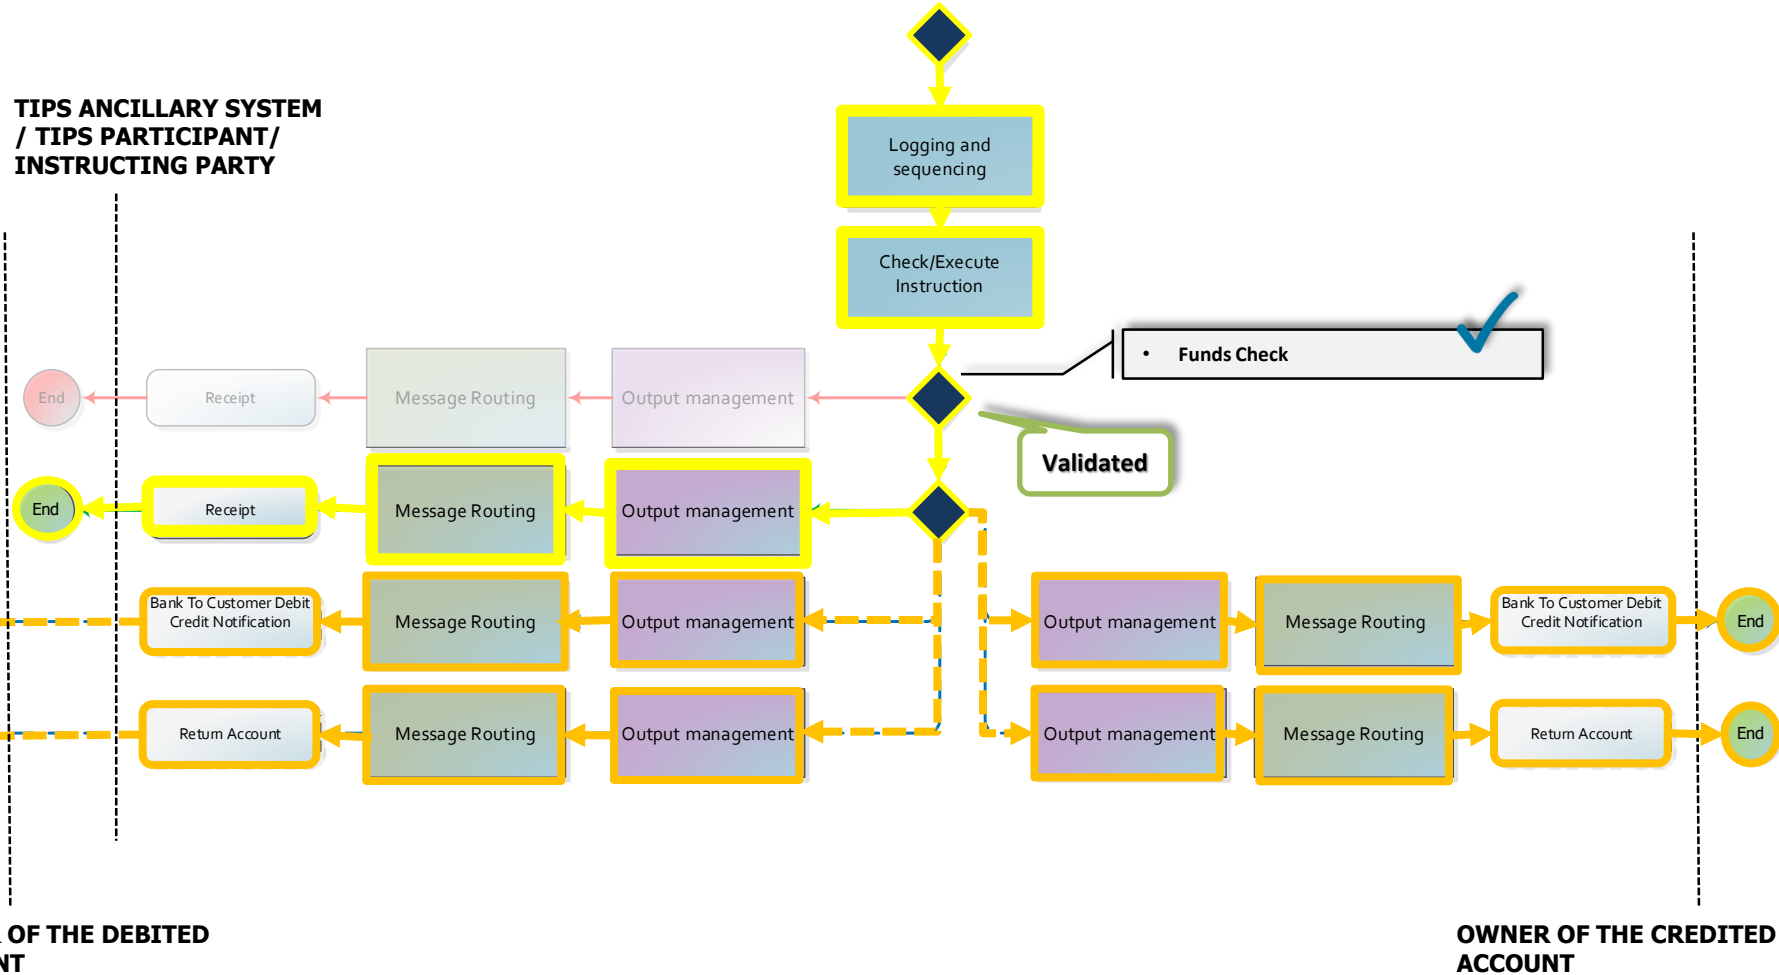 TIPS ANCILLARY SYSTEM
/ TIPS PARTICIPANT/
INSTRUCTING PARTY
Logging and
sequencing
Check/Execute
Instruction
• Funds Check
End
Receipt
Message Routing
Output management
Validated
End
Receipt
Message Routing
Output management
Bank To Customer Debit
Credit Notification
Message Routing
Output management
Output management
Message Routing
Bank To Customer Debit
Credit Notification
End
Return Account
Message Routing
Output management
Output management
Message Routing
Return Account
End
OF THE DEBITED
OWNER OF THE CREDITED
ACCOUNT